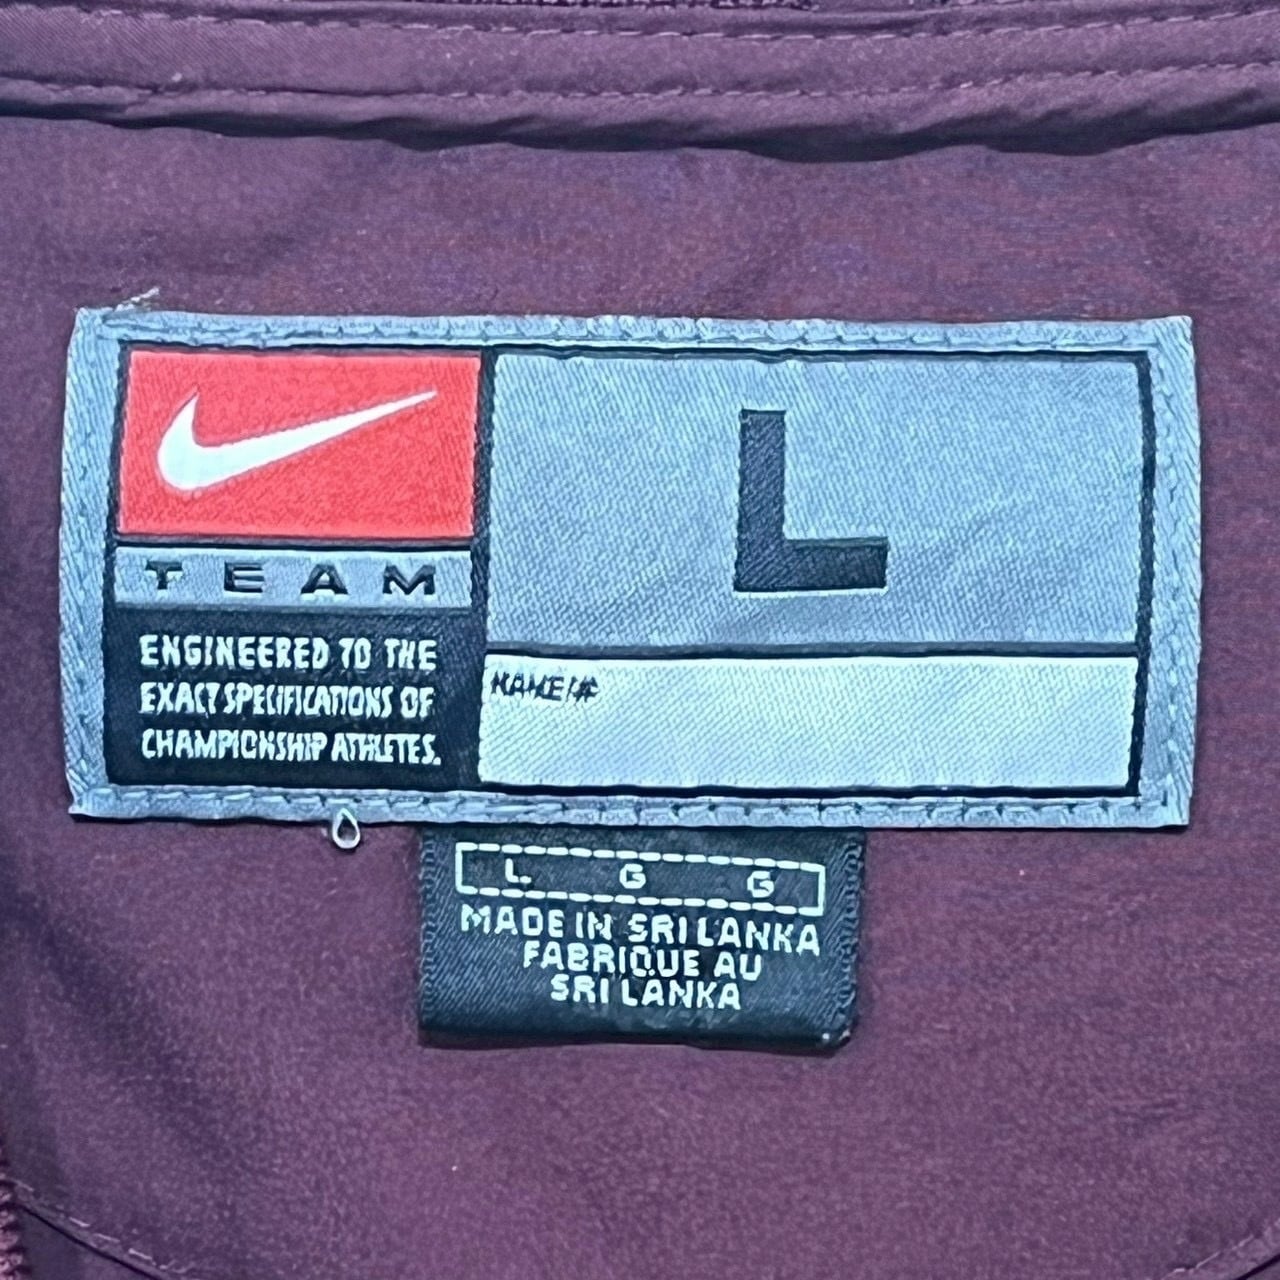 TEAM
ENGINEERED TO THE
EXACT SPECIFICATIONS OF
CHAMPIONSHIP ATHLETES.
L
NAME/#
L G G
MADE IN SRI LANKA
FABRIQUE AU
SRI LANKA